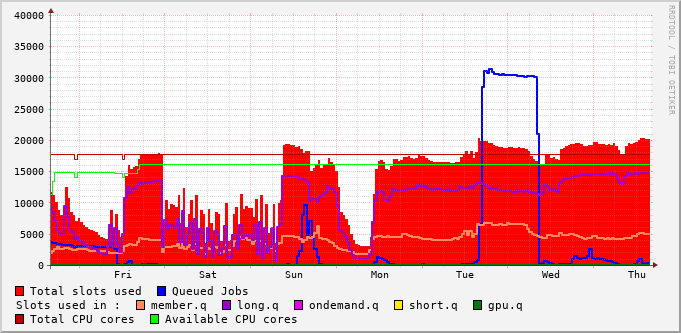 40000
35000
30000
25000
20000
15000
10000
5000
0
Fri Sat Sun Mon Tue Wed Thu
Total slots used Queued Jobs
Slots used in : member.q long.q ondemand.q short.q gpu.q
Total CPU cores Available CPU cores
RRDTOOL / TOBI OETIKER